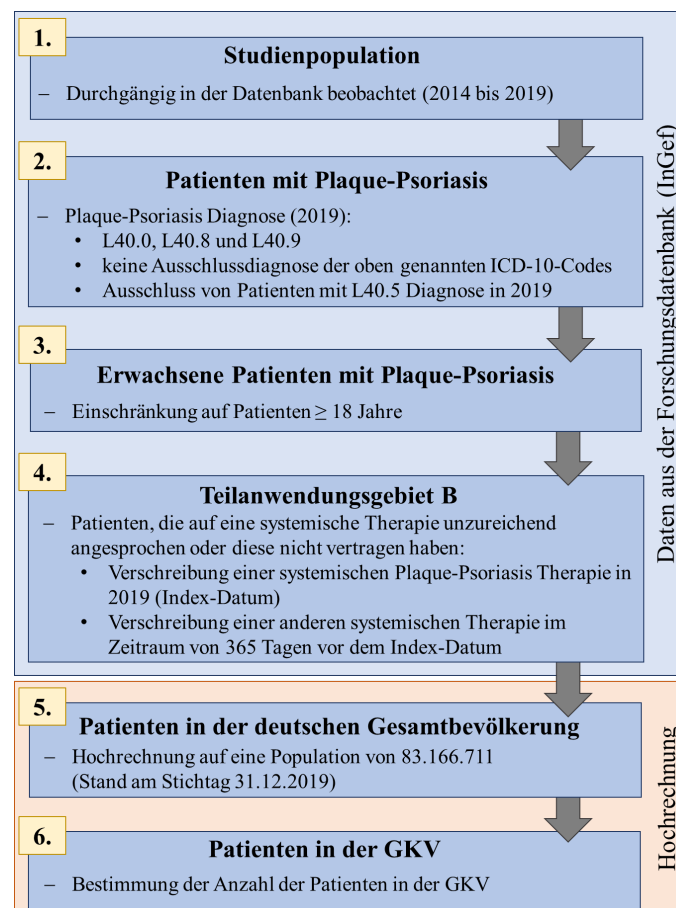 1.
Studienpopulation
– Durchgängig in der Datenbank beobachtet (2014 bis 2019)
2.
Patienten mit Plaque-Psoriasis
– Plaque-Psoriasis Diagnose (2019):
• L40.0, L40.8 und L40.9
• keine Ausschlussdiagnose der oben genannten ICD-10-Codes
• Ausschluss von Patienten mit L40.5 Diagnose in 2019
3.
Erwachsene Patienten mit Plaque-Psoriasis
– Einschränkung auf Patienten ≥ 18 Jahre
4.
Teilanwendungsgebiet B
– Patienten, die auf eine systemische Therapie unzureichend
angesprochen oder diese nicht vertragen haben:
• Verschreibung einer systemischen Plaque-Psoriasis Therapie in
2019 (Index-Datum)
• Verschreibung einer anderen systemischen Therapie im
Zeitraum von 365 Tagen vor dem Index-Datum
Daten aus der Forschungsdatenbank (InGef)
5.
Patienten in der deutschen Gesamtbevölkerung
– Hochrechnung auf eine Population von 83.166.711
(Stand am Stichtag 31.12.2019)
6.
Patienten in der GKV
– Bestimmung der Anzahl der Patienten in der GKV
Hochrechnung